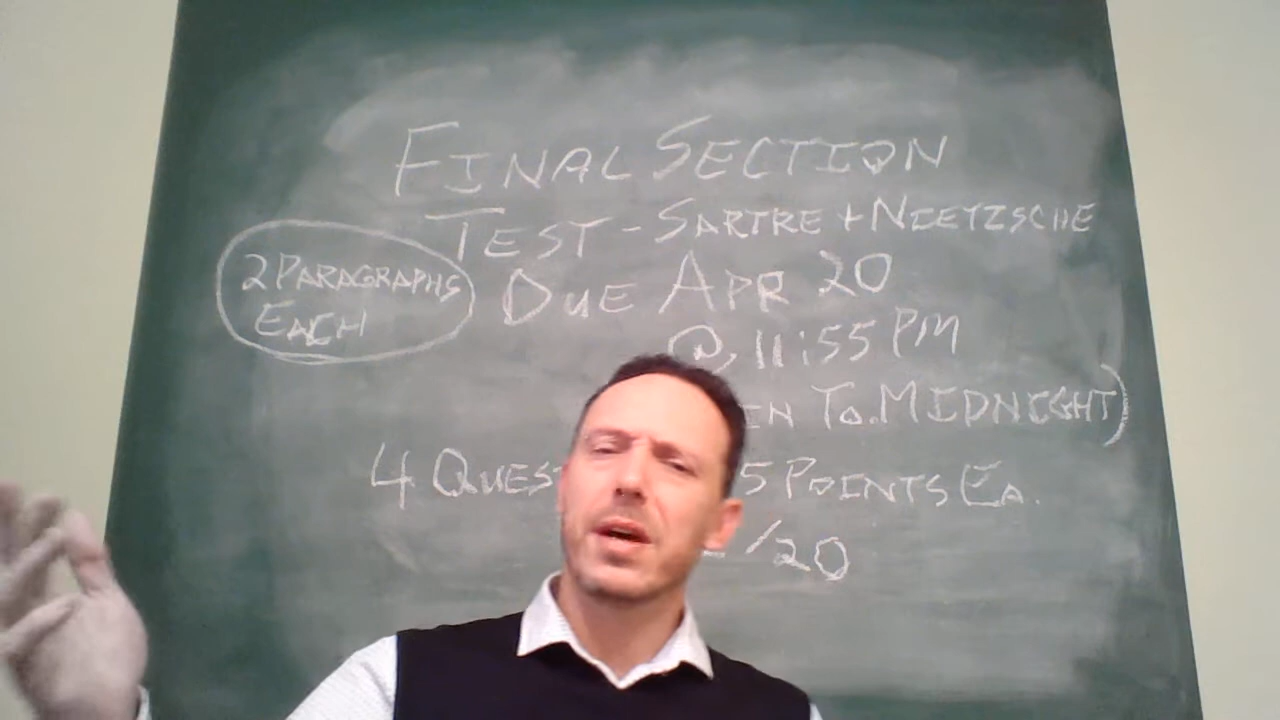 FINAL SECTION
TEST - SARTRE + NIETZSCHE
2 PARAGRAPHS
EACH
DUE APR 20
@ 11:55 PM
TO MIDNIGHT)
4 5 POINTS EA.
/20